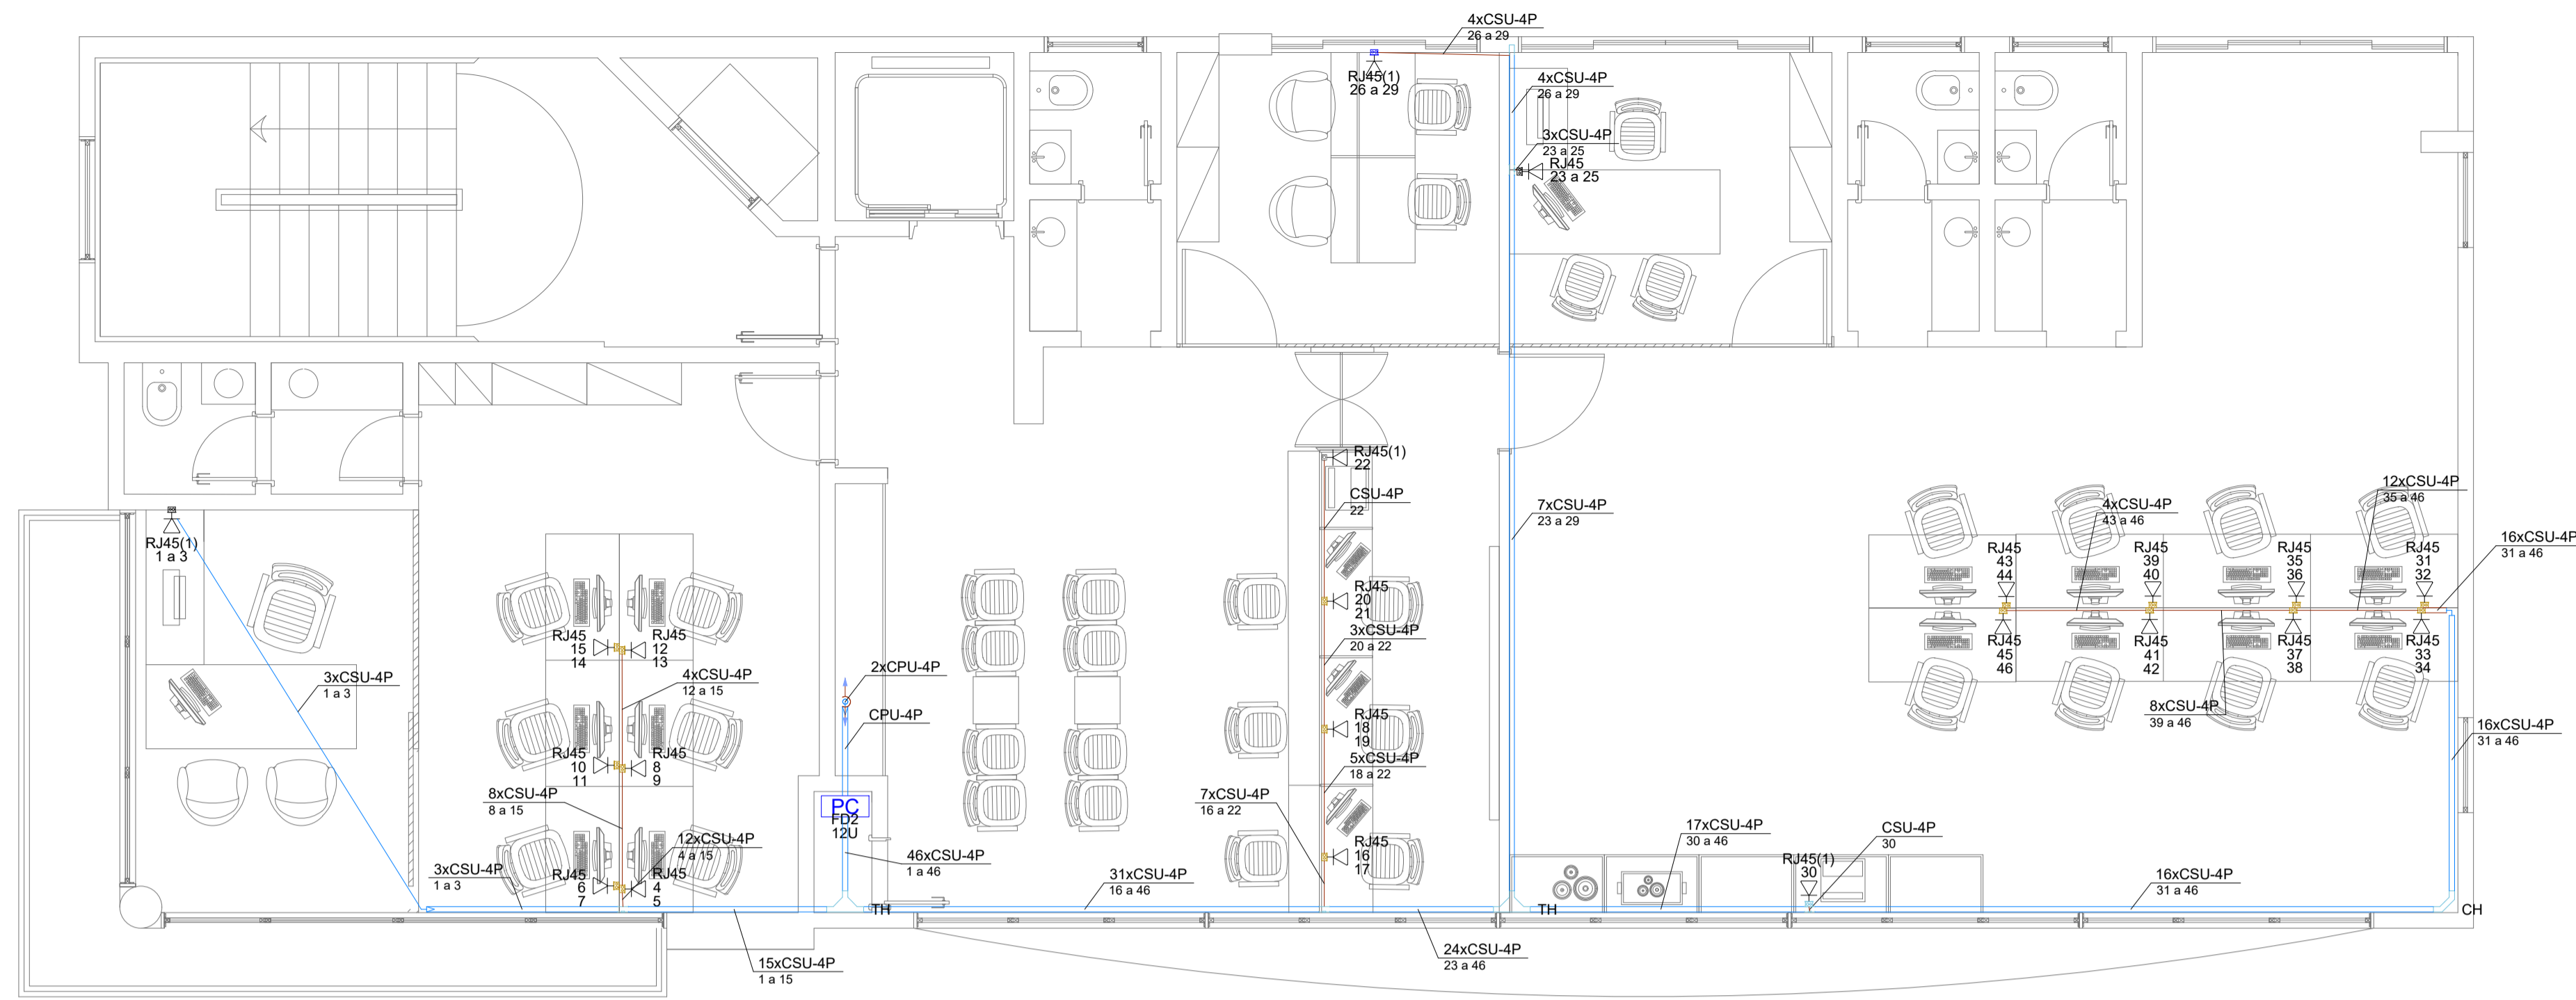 4xCSU-4P
26 a 29
RJ45(1)
26 a 29
4xCSU-4P
26 a 29
3xCSU-4P
23 a 25
RJ45
23 a 25
RJ45(1)
22
CSU-4P
22
7xCSU-4P
23 a 29
12xCSU-4P
35 a 46
4xCSU-4P
43 a 46
16xCSU-4P
31 a 46
RJ45(1)
1 a 3
RJ45
43
44
RJ45
39
40
RJ45
35
36
RJ45
31
32
RJ45
20
21
RJ45
15
14
RJ45
12
13
3xCSU-4P
20 a 22
RJ45
45
46
RJ45
41
42
RJ45
37
38
RJ45
33
34
3xCSU-4P
1 a 3
4xCSU-4P
12 a 15
2xCPU-4P
CPU-4P
RJ45
18
19
8xCSU-4P
39 a 46
16xCSU-4P
31 a 46
RJ45
10
11
RJ45
8
9
5xCSU-4P
18 a 22
8xCSU-4P
8 a 15
7xCSU-4P
16 a 22
PC
FD2
12U
12xCSU-4P
4 a 15
46xCSU-4P
1 a 46
RJ45
16
17
17xCSU-4P
30 a 46
CSU-4P
30
RJ45(1)
30
3xCSU-4P
1 a 3
RJ45
6
7
RJ45
4
5
31xCSU-4P
16 a 46
16xCSU-4P
31 a 46
TH
TH
CH
24xCSU-4P
23 a 46
15xCSU-4P
1 a 15